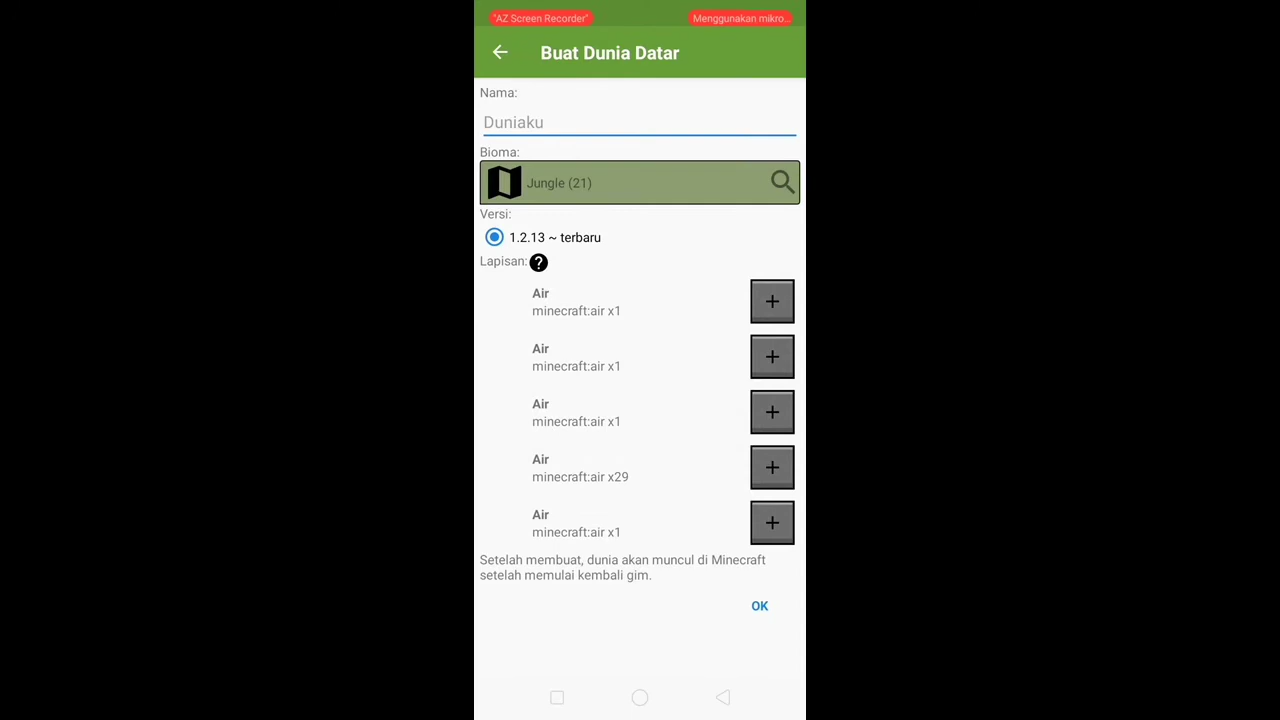 "AZ Screen Recorder"
Menggunakan mikro...
Buat Dunia Datar
Nama:
Duniaku
Bioma:
Jungle (21)
Versi:
1.2.13 ~ terbaru
Lapisan:
Air
minecraft:air x1
Air
minecraft:air x1
Air
minecraft:air x1
Air
minecraft:air x29
Air
minecraft:air x1
Setelah membuat, dunia akan muncul di Minecraft
setelah memulai kembali gim.
OK